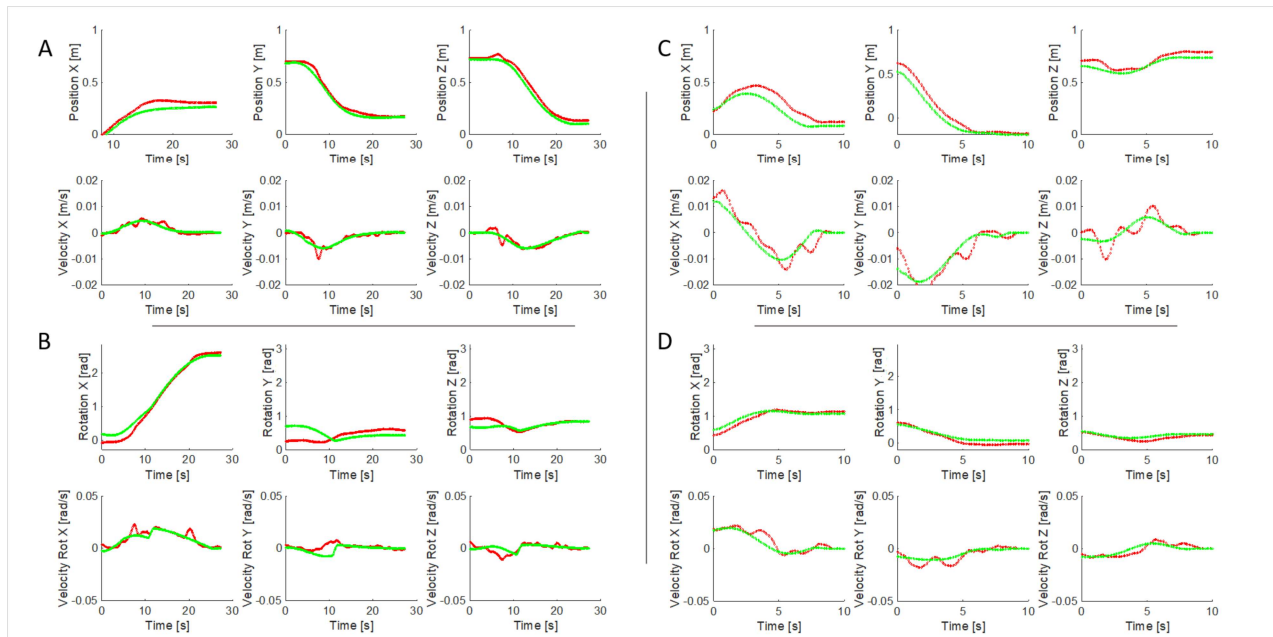 A
Position X [m]
1
0.5
0
10 20 30
Time [s]
Position Y [m]
1
0.5
0
0 10 20 30
Time [s]
Position Z [m]
1
0.5
0
0 10 20 30
Time [s]
Velocity X [m/s]
0.02
0.01
0
-0.01
-0.02
0 10 20 30
Time [s]
Velocity Y [m/s]
0.02
0.01
0
-0.01
-0.02
0 10 20 30
Time [s]
Velocity Z [m/s]
0.02
0.01
0
-0.01
-0.02
0 10 20 30
Time [s]
B
Rotation X [rad]
2
1
0
0 10 20 30
Time [s]
Rotation Y [rad]
3
2
1
0
0 10 20 30
Time [s]
Rotation Z [rad]
3
2
1
0
0 10 20 30
Time [s]
Velocity Rot X [rad/s]
0.05
0
-0.05
0 10 20 30
Time [s]
Velocity Rot Y [rad/s]
0.05
0
-0.05
0 10 20 30
Time [s]
Velocity Rot Z [rad/s]
0.05
0
-0.05
0 10 20 30
Time [s]
C
Position X [m]
1
0.5
0
0 5 10
Time [s]
Position Y [m]
1
0.5
0
0 5 10
Time [s]
Position Z [m]
1
0.5
0
0 5 10
Time [s]
Velocity X [m/s]
0.02
0.01
0
-0.01
-0.02
0 5 10
Time [s]
Velocity Y [m/s]
0.02
0.01
0
-0.01
-0.02
0 5 10
Time [s]
Velocity Z [m/s]
0.02
0.01
0
-0.01
-0.02
0 5 10
Time [s]
D
Rotation X [rad]
3
2
1
0
0 5 10
Time [s]
Rotation Y [rad]
2
1
0
0 5 10
Time [s]
Rotation Z [rad]
3
2
1
0
0 5 10
Time [s]
Velocity Rot X [rad/s]
0.05
0
-0.05
0 5 10
Time [s]
Velocity Rot Y [rad/s]
0.05
0
-0.05
0 5 10
Time [s]
Velocity Rot Z [rad/s]
0.05
0
-0.05
0 5 10
Time [s]